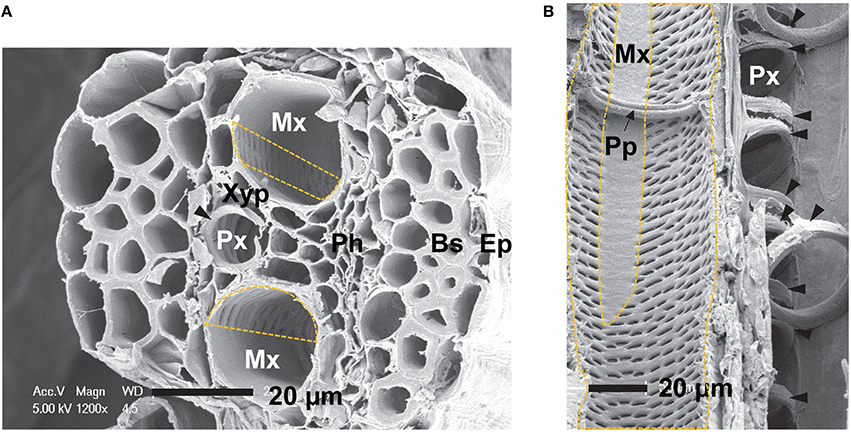 A
B
Mx
Mx
Px
Xyp
Pp
Px
Ph
Bs
Ep
Mx
Acc.V Magn WD
5.00 kV 1200x 4.5
20 µm
20 µm